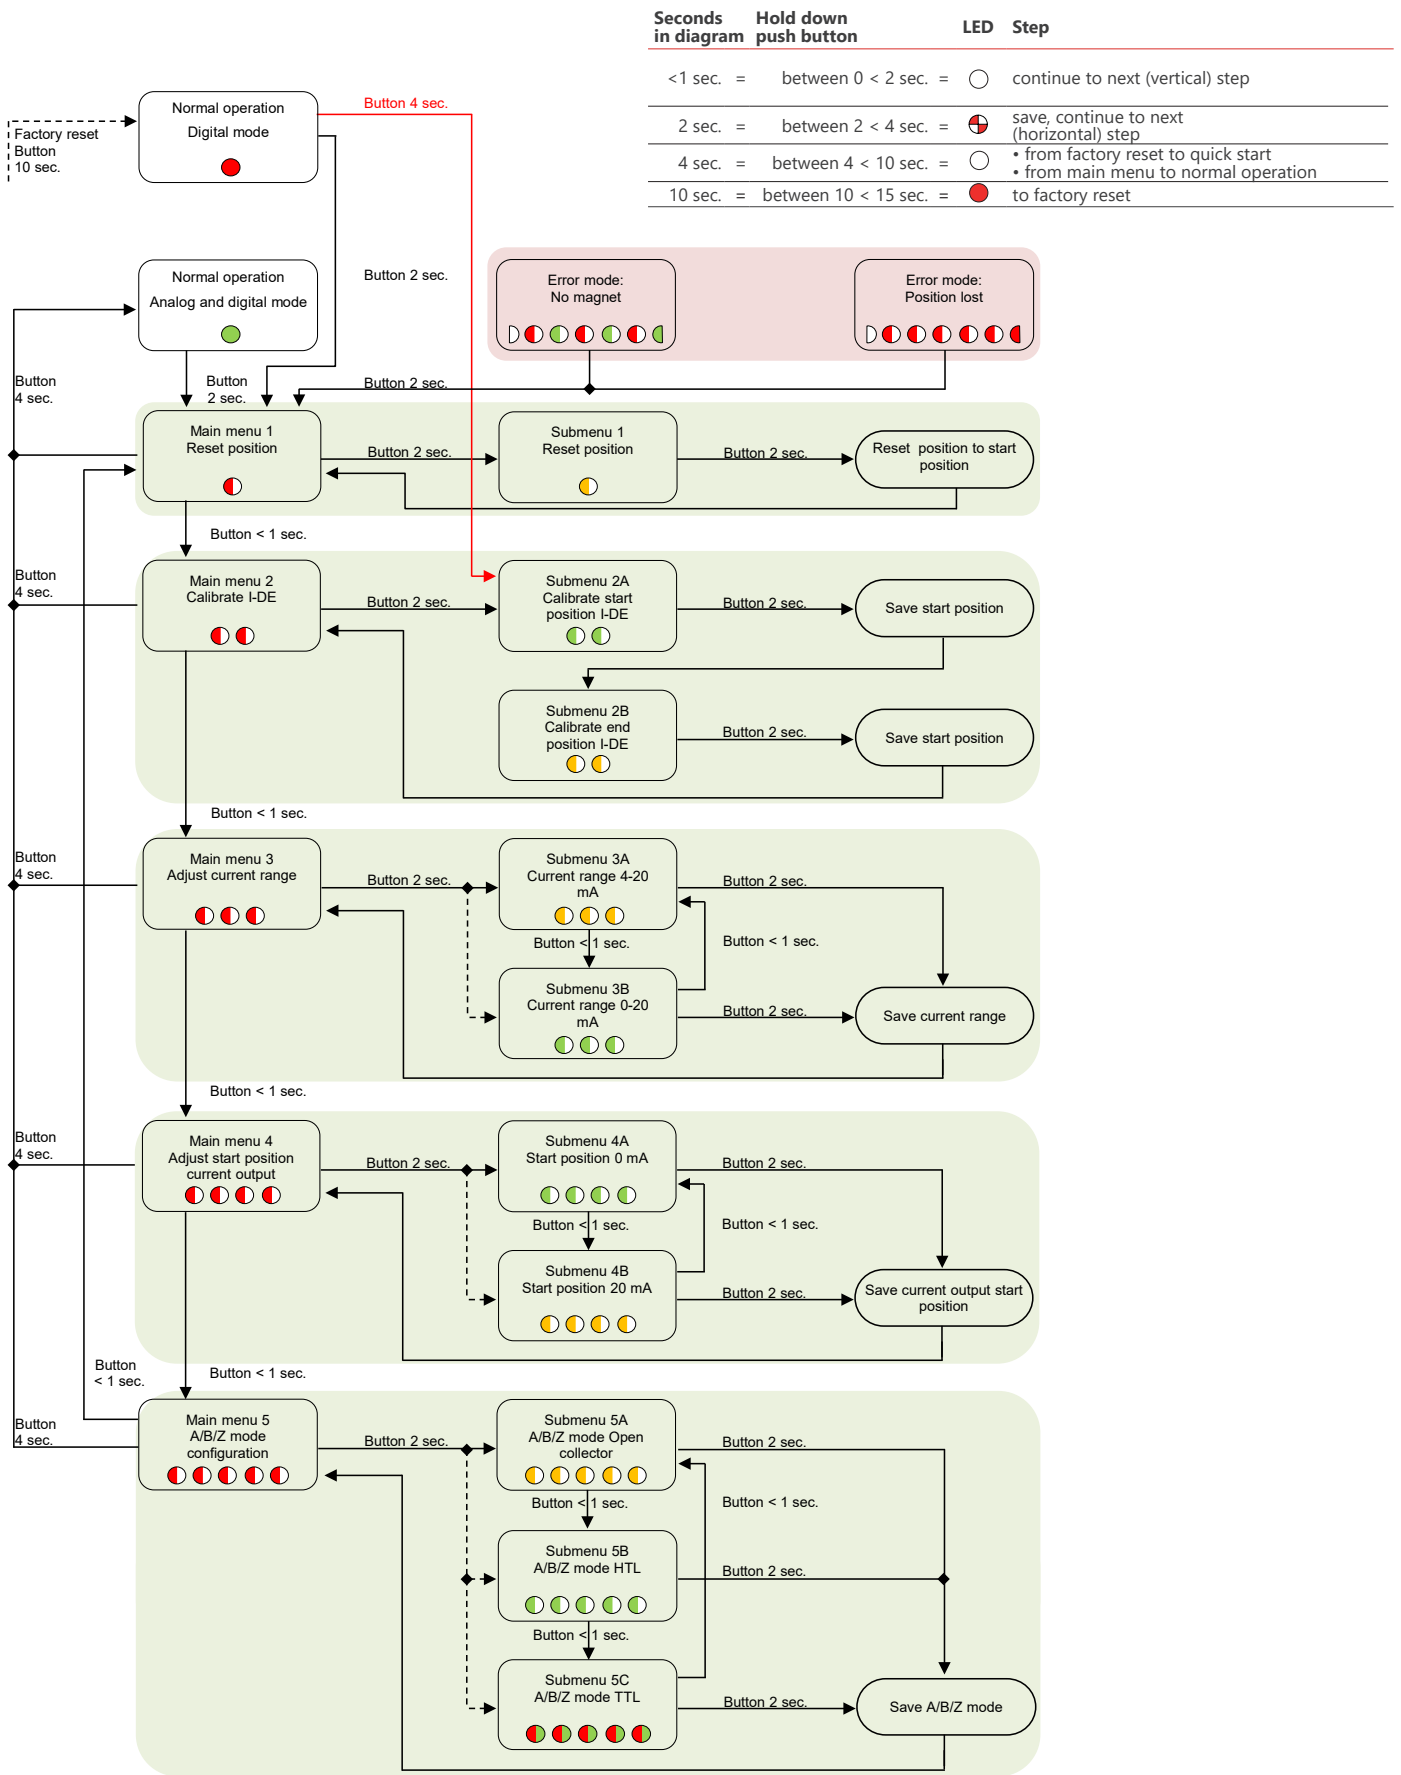 Seconds in diagram
Hold down push button
LED
Step
<1 sec. = between 0 < 2 sec. = continue to next (vertical) step
2 sec. = between 2 < 4 sec. = save, continue to next
(horizontal) step
4 sec. = between 4 < 10 sec. = • from factory reset to quick start
• from main menu to normal operation
10 sec. = between 10 < 15 sec. = to factory reset
Factory reset
Button
10 sec.
Normal operation
Digital mode
Button 4 sec.
Normal operation
Analog and digital mode
Button 2 sec.
Error mode:
No magnet
Error mode:
Position lost
Button
4 sec.
Button
2 sec.
Button 2 sec.
Main menu 1
Reset position
Button 2 sec.
Submenu 1
Reset position
Button 2 sec.
Reset position to start
position
Button < 1 sec.
Button
4 sec.
Main menu 2
Calibrate I-DE
Button 2 sec.
Submenu 2A
Calibrate start
position I-DE
Button 2 sec.
Save start position
Submenu 2B
Calibrate end
position I-DE
Button 2 sec.
Save start position
Button < 1 sec.
Button
4 sec.
Main menu 3
Adjust current range
Button 2 sec.
Submenu 3A
Current range 4-20
mA
Button 2 sec.
Button < 1 sec.
Button < 1 sec.
Submenu 3B
Current range 0-20
mA
Button 2 sec.
Save current range
Button < 1 sec.
Button
4 sec.
Main menu 4
Adjust start position
current output
Button 2 sec.
Submenu 4A
Start position 0 mA
Button 2 sec.
Button < 1 sec.
Button < 1 sec.
Submenu 4B
Start position 20 mA
Button 2 sec.
Save current output start
position
Button
< 1 sec.
Button < 1 sec.
Button
4 sec.
Main menu 5
A/B/Z mode
configuration
Button 2 sec.
Submenu 5A
A/B/Z mode Open
collector
Button 2 sec.
Button < 1 sec.
Button < 1 sec.
Submenu 5B
A/B/Z mode HTL
Button 2 sec.
Button < 1 sec.
Submenu 5C
A/B/Z mode TTL
Button 2 sec.
Save A/B/Z mode